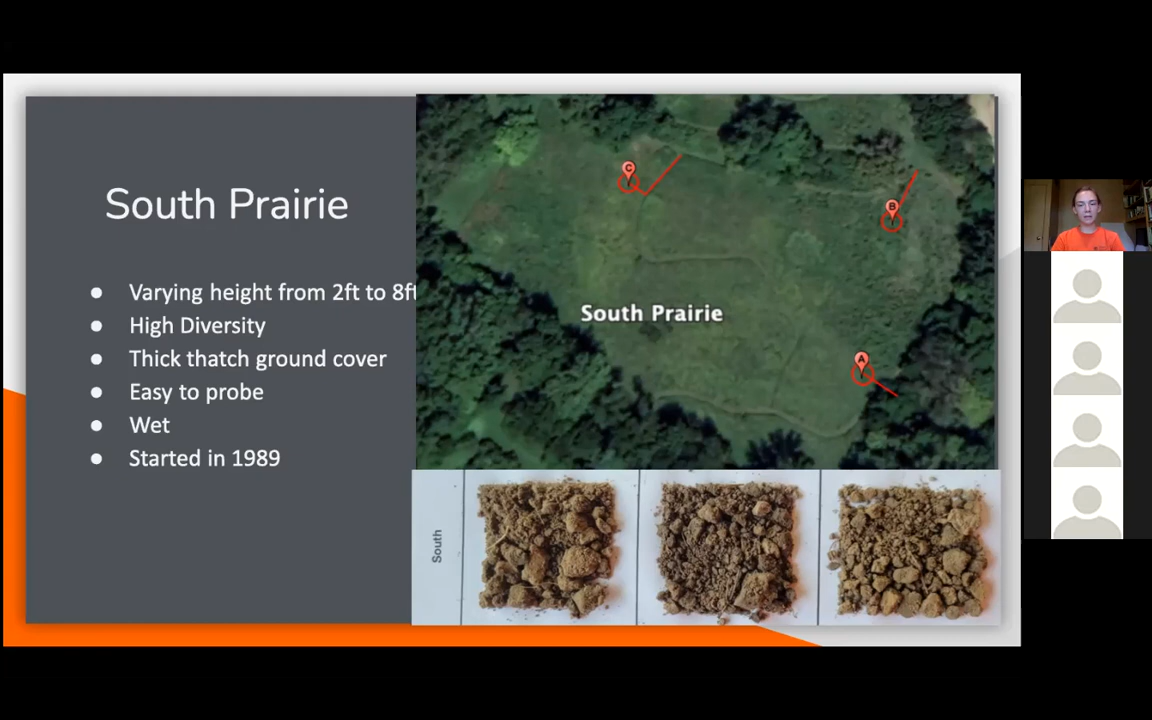 South Prairie
● Varying height from 2ft to 8ft
● High Diversity
● Thick thatch ground cover
● Easy to probe
● Wet
● Started in 1989
C
B
South Prairie
A
South